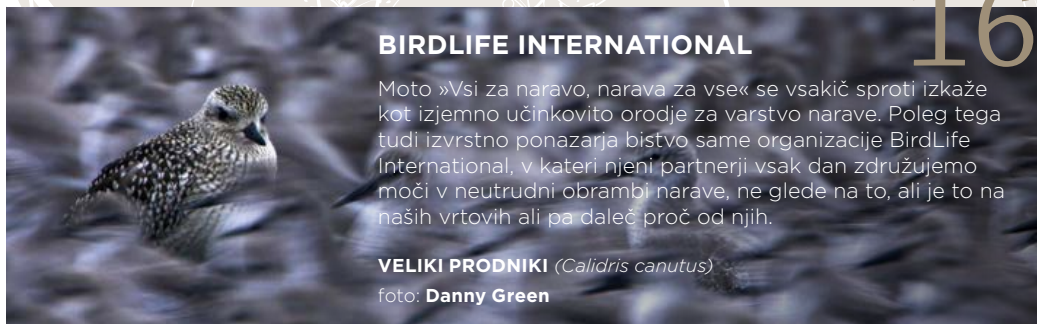 16
BIRDLIFE INTERNATIONAL
Moto »Vsi za naravo, narava za vse« se vsakič sproti izkaže
kot izjemno učinkovito orodje za varstvo narave. Poleg tega
tudi izvrstno ponazarja bistvo same organizacije BirdLife
International, v kateri njeni partnerji vsak dan združujemo
moči v neutrudni obrambi narave, ne glede na to, ali je to na
naših vrtovih ali pa daleč proč od njih.
VELIKI PRODNIKI (Calidris canutus)
foto: Danny Green